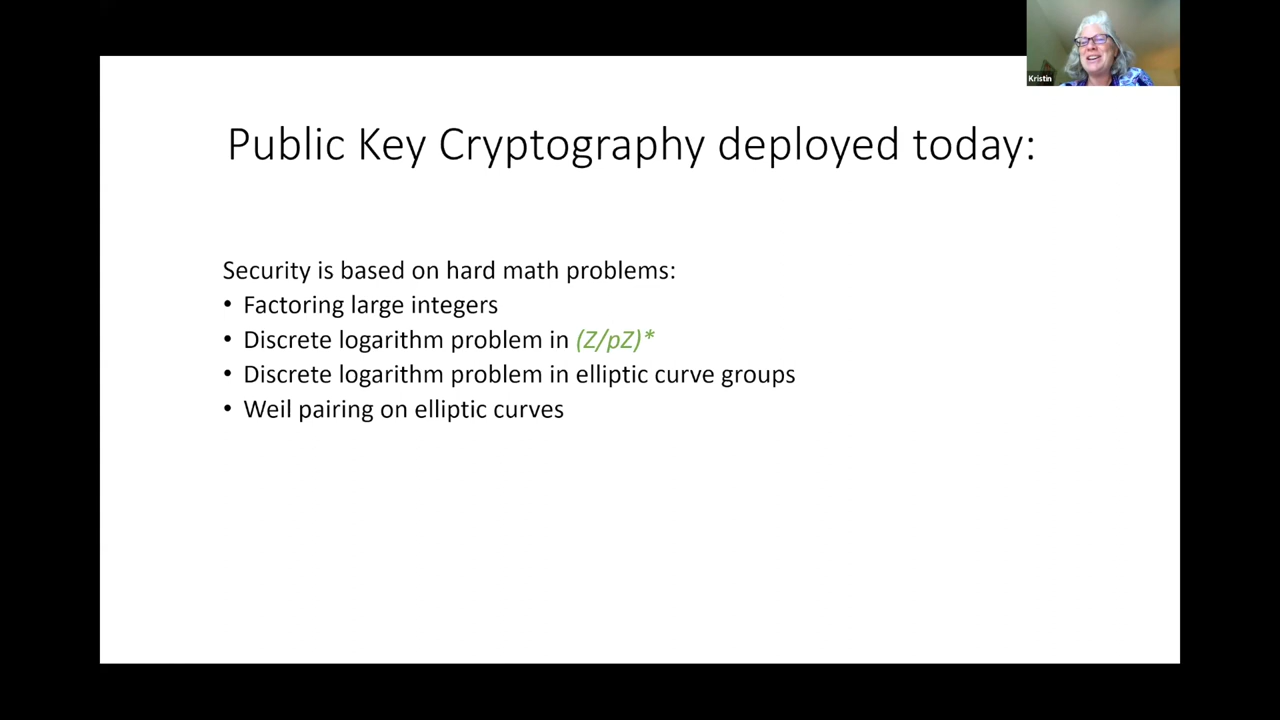 Kristin
Public Key Cryptography deployed today:
Security is based on hard math problems:
• Factoring large integers
• Discrete logarithm problem in (Z/pZ)*
• Discrete logarithm problem in elliptic curve groups
• Weil pairing on elliptic curves